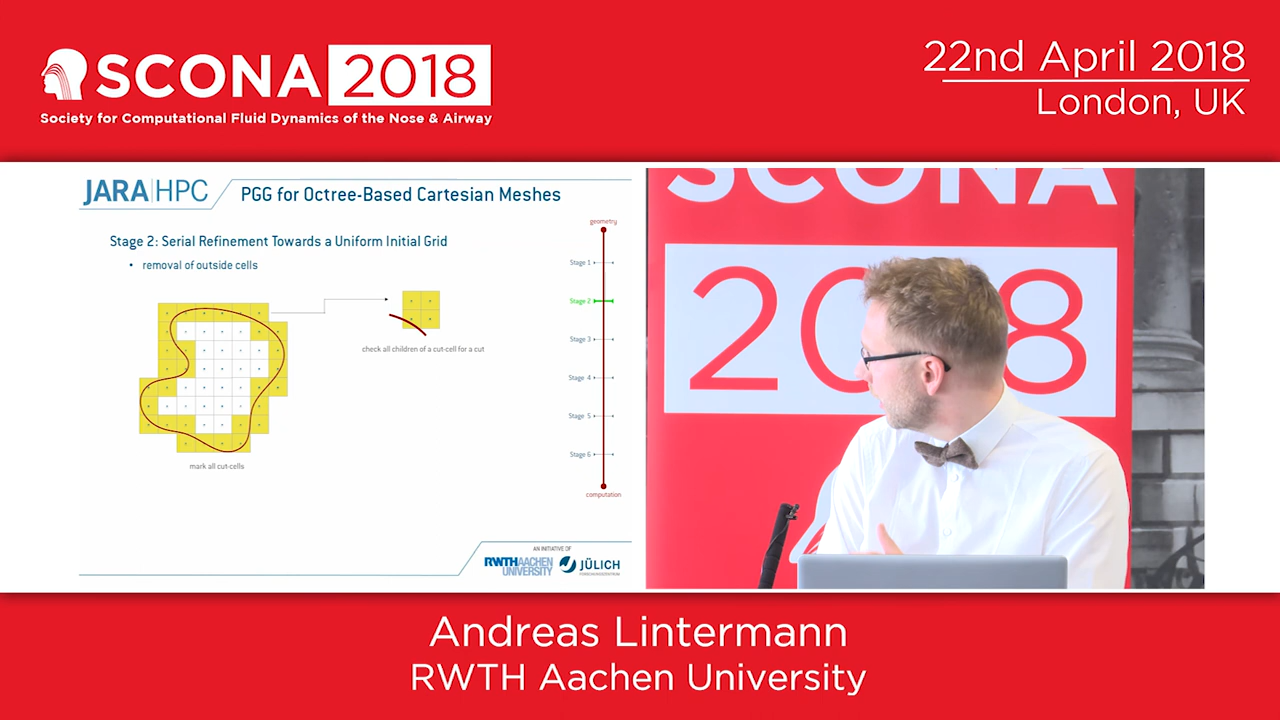 SCONA 2018
Society for Computational Fluid Dynamics of the Nose & Airway
22nd April 2018
London, UK
JARA|HPC
PGG for Octree-Based Cartesian Meshes
Stage 2: Serial Refinement Towards a Uniform Initial Grid
• removal of outside cells
check all children of a cut-cell for a cut
mark all cut-cells
geometry
Stage 1
Stage 2
Stage 3
Stage 4
Stage 5
Stage 6
computation
AN INITIATIVE OF
RWTH AACHEN
UNIVERSITY
JÜLICH
FORSCHUNGSZENTRUM
SCONA
2018
Andreas Lintermann
RWTH Aachen University